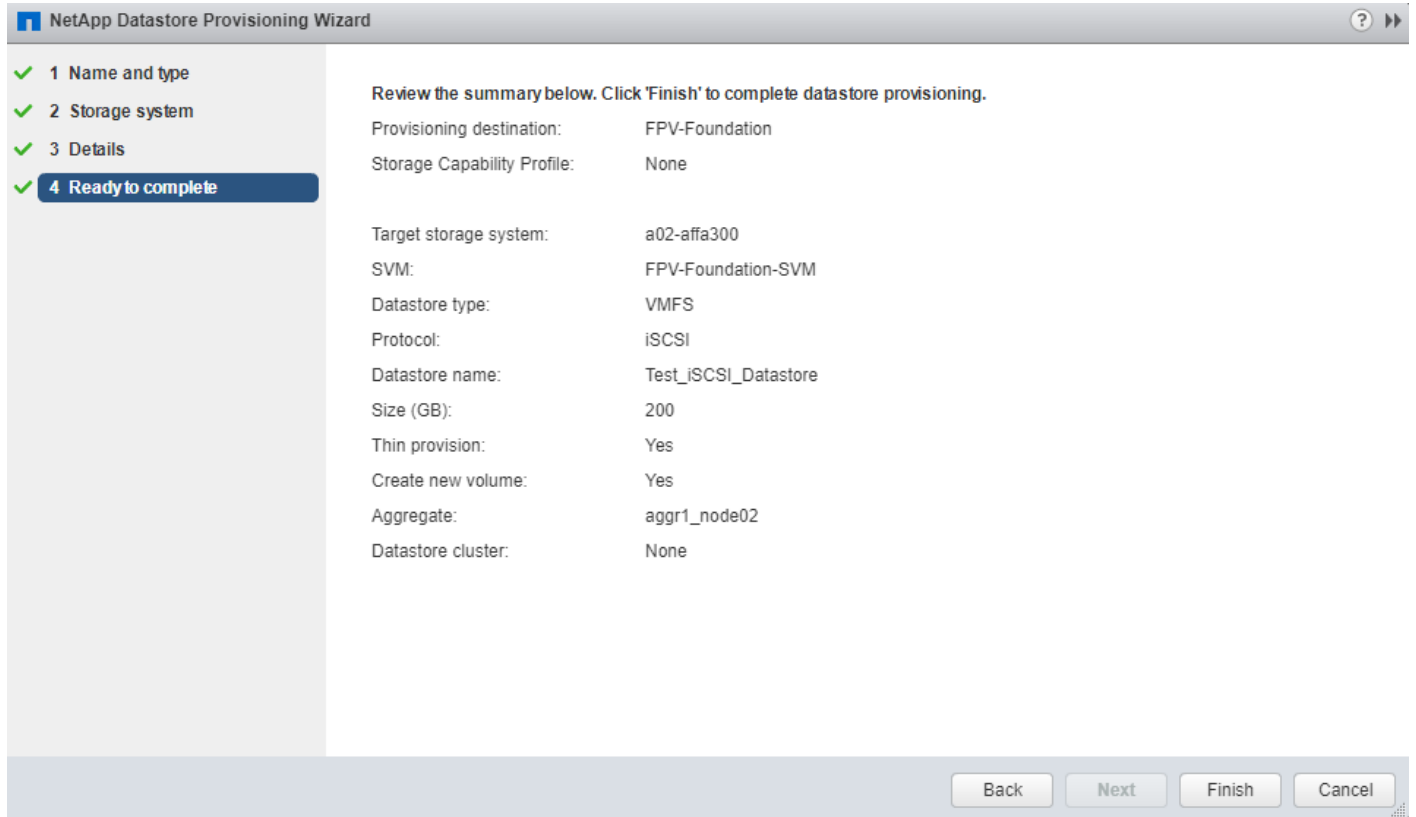 NetApp Datastore Provisioning Wizard
1 Name and type
2 Storage system
3 Details
4 Ready to complete
Review the summary below. Click 'Finish' to complete datastore provisioning.
Provisioning destination: FPV-Foundation
Storage Capability Profile: None
Target storage system: a02-affa300
SVM: FPV-Foundation-SVM
Datastore type: VMFS
Protocol: iSCSI
Datastore name: Test_iSCSI_Datastore
Size (GB): 200
Thin provision: Yes
Create new volume: Yes
Aggregate: aggr1_node02
Datastore cluster: None
Back Next Finish Cancel